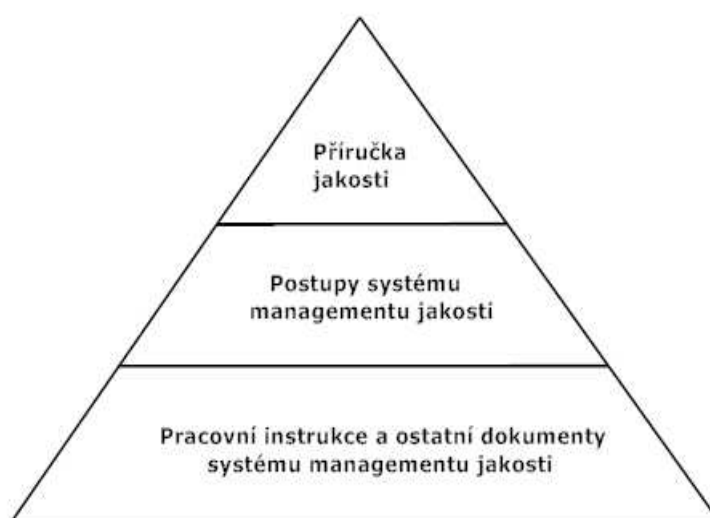 Příručka
jakosti
Postupy systému
managementu jakosti
Pracovní instrukce a ostatní dokumenty
systému managementu jakosti